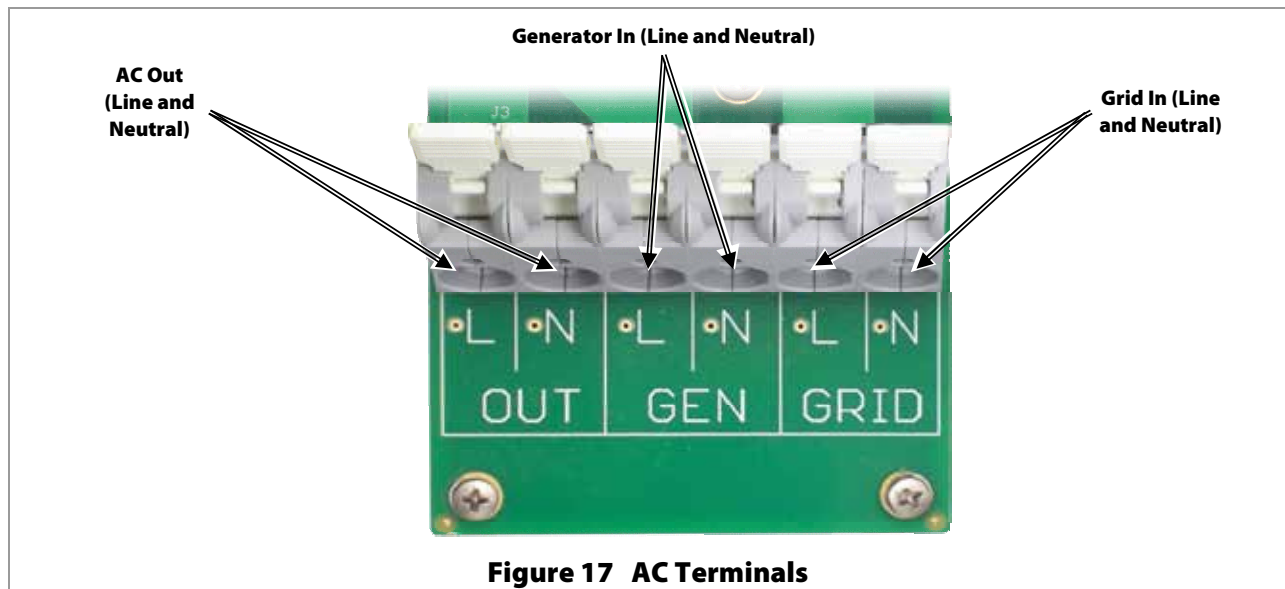 Generator In (Line and Neutral)
AC Out
(Line and
Neutral)
Grid In (Line
and Neutral)
J3
L N L N L N
OUT GEN GRID
Figure 17 AC Terminals